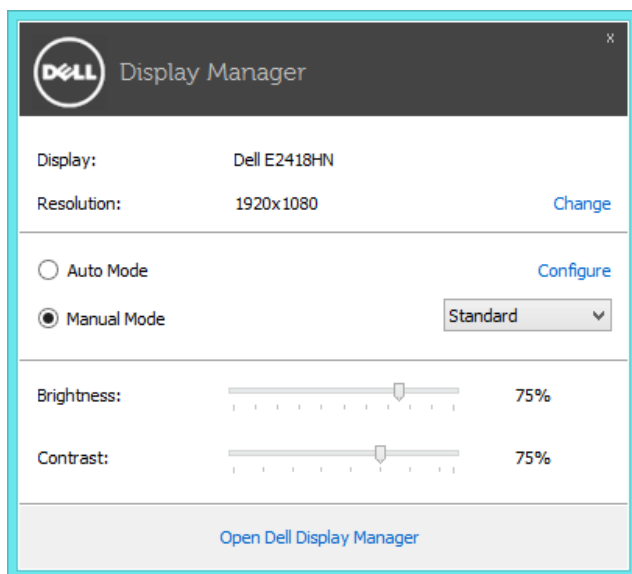 x
DELL Display Manager
Display: Dell E2418HN
Resolution: 1920x1080 Change
Auto Mode Configure
Manual Mode Standard
Brightness: 75%
Contrast: 75%
Open Dell Display Manager